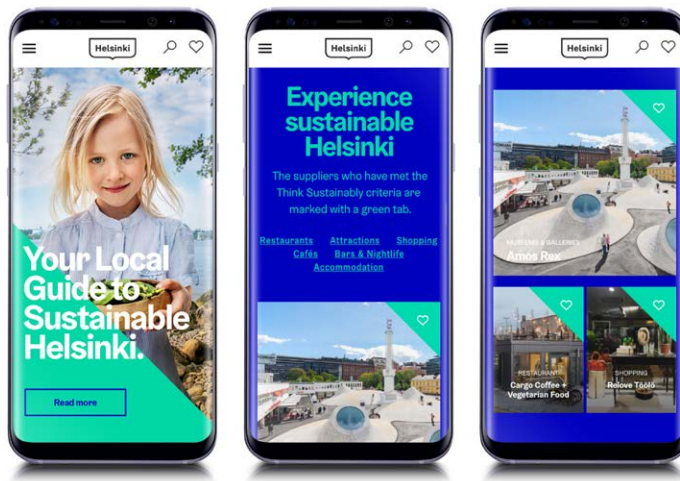 Helsinki
Your Local
Guide to
Sustainable
Helsinki.
Read more
Helsinki
Experience
sustainable
Helsinki
The suppliers who have met the
Think Sustainably criteria are
marked with a green tab.
Restaurants Attractions Shopping
Cafés Bars & Nightlife
Accommodation
Helsinki
MUSEUMS & GALLERIES
Amos Rex
RESTAURANTS
Cargo Coffee +
Vegetarian Food
SHOPPING
Relove Töölö